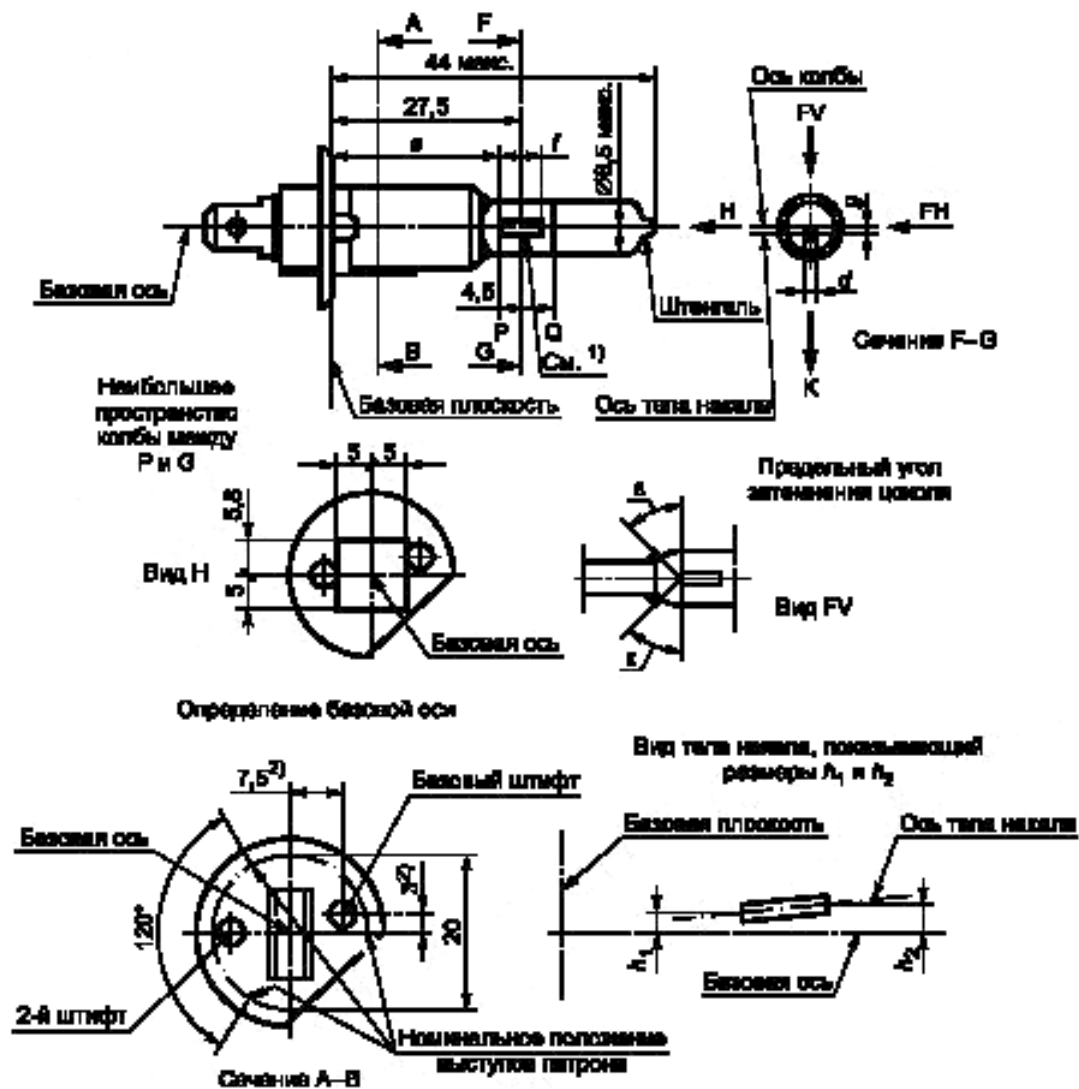 A F
44 макс.
27,5
e f
Ø8,5 макс.
Ось колбы
FV
H
FH
d
Базовая ось
4,5
Штенгель
P Q
B G
См. 1)
K
Сечение F–G
Базовая плоскость
Ось тела накала
Наибольшее
пространство
колбы между
P и G
5 5
5
Вид H
Базовая ось
Предельный угол
затемнения цоколя
Вид FV
Определение базовой оси
7,5²⁾
Базовый штифт
Базовая ось
120°
3²⁾
20
2-й штифт
Номинальное положение
выступов патрона
Сечение A–B
Вид тела накала, показывающий
размеры h₁ и h₂
Базовая плоскость
Ось тела накала
h₁
h₂
Базовая ось